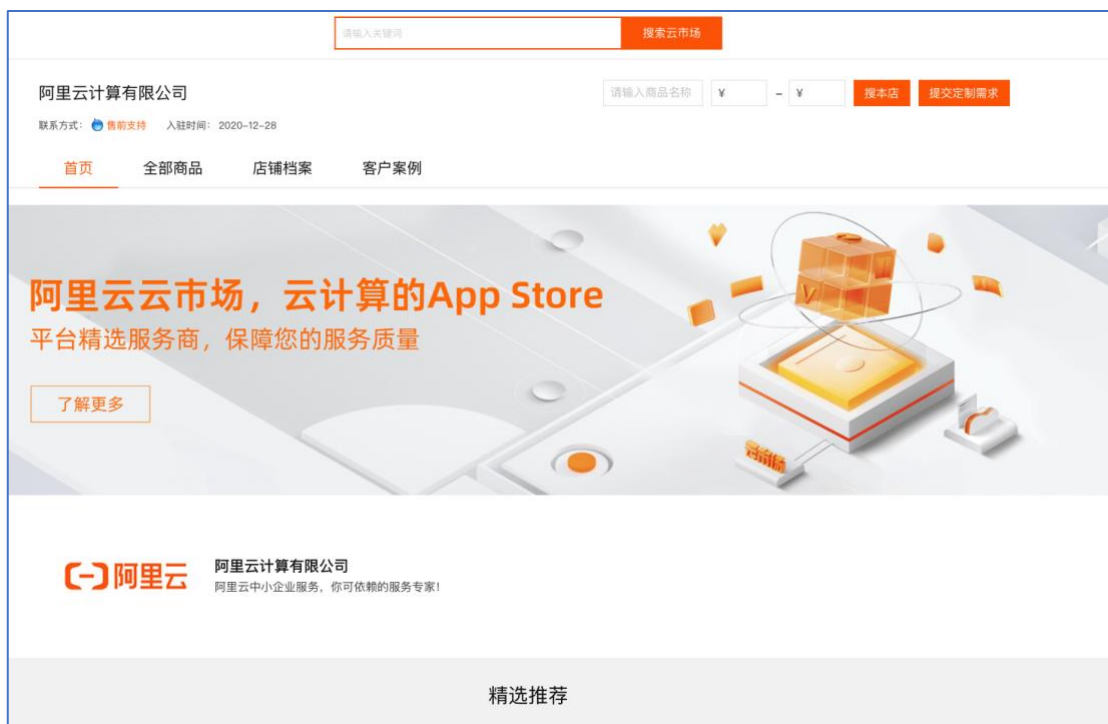 请输入关键词 搜索云市场
阿里云计算有限公司 请输入商品名称 ¥ – ¥ 搜本店 提交定制需求
联系方式: 售前支持 入驻时间: 2020-12-28
首页 全部商品 店铺档案 客户案例
阿里云云市场，云计算的App Store
平台精选服务商，保障您的服务质量
了解更多
云市场
阿里云
阿里云计算有限公司
阿里云中小企业服务，你可依赖的服务专家！
精选推荐